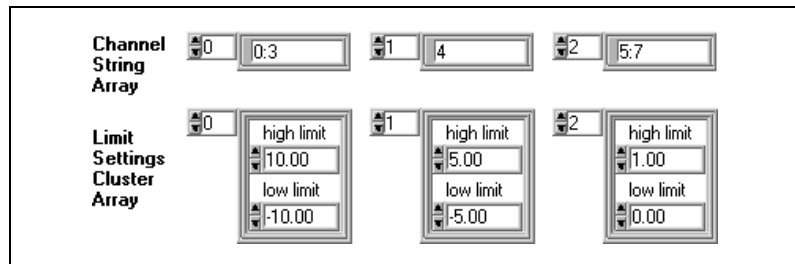 Channel
String
Array
0
0:3
1
4
2
5:7
Limit
Settings
Cluster
Array
0
high limit
10.00
low limit
-10.00
1
high limit
5.00
low limit
-5.00
2
high limit
1.00
low limit
0.00